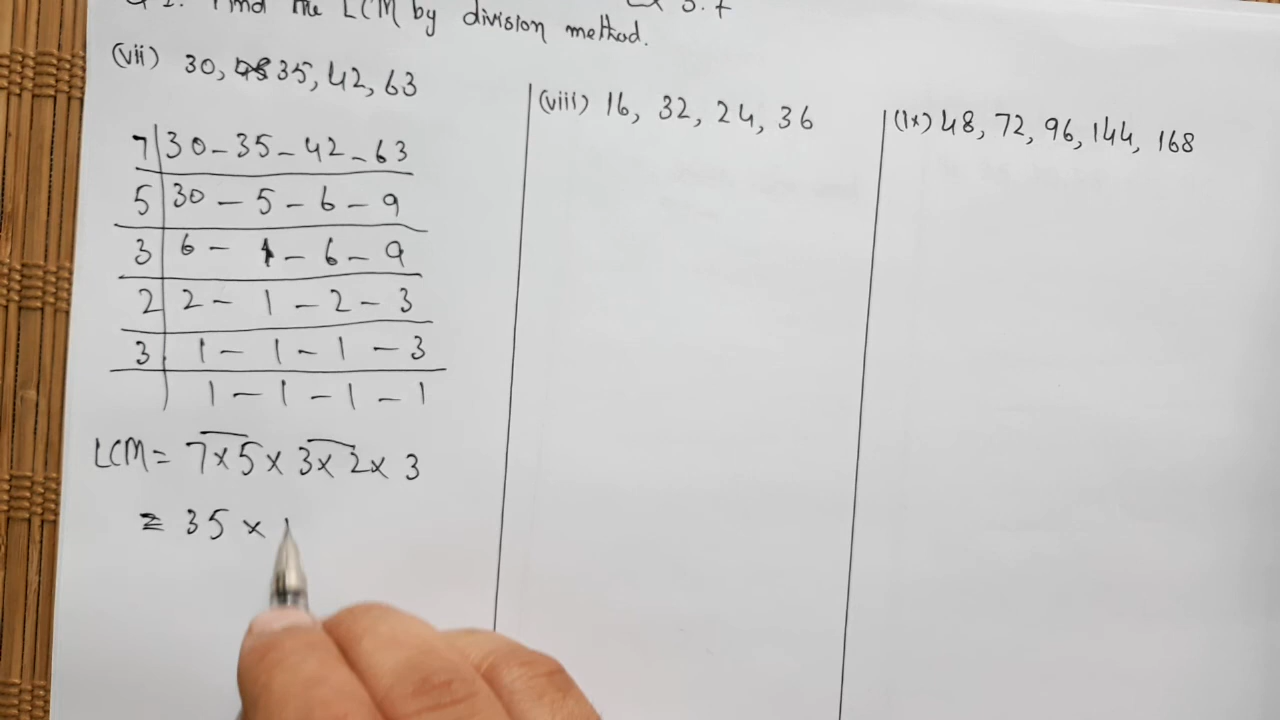 Find the LCM by division method.
(vii) 30, 35, 42, 63
7 30 - 35 - 42 - 63
5 30 - 5 - 6 - 9
3 6 - 1 - 6 - 9
2 2 - 1 - 2 - 3
3 1 - 1 - 1 - 3
1 - 1 - 1 - 1
LCM = 7 × 5 × 3 × 2 × 3
= 35 ×
(viii) 16, 32, 24, 36
(ix) 48, 72, 96, 144, 168